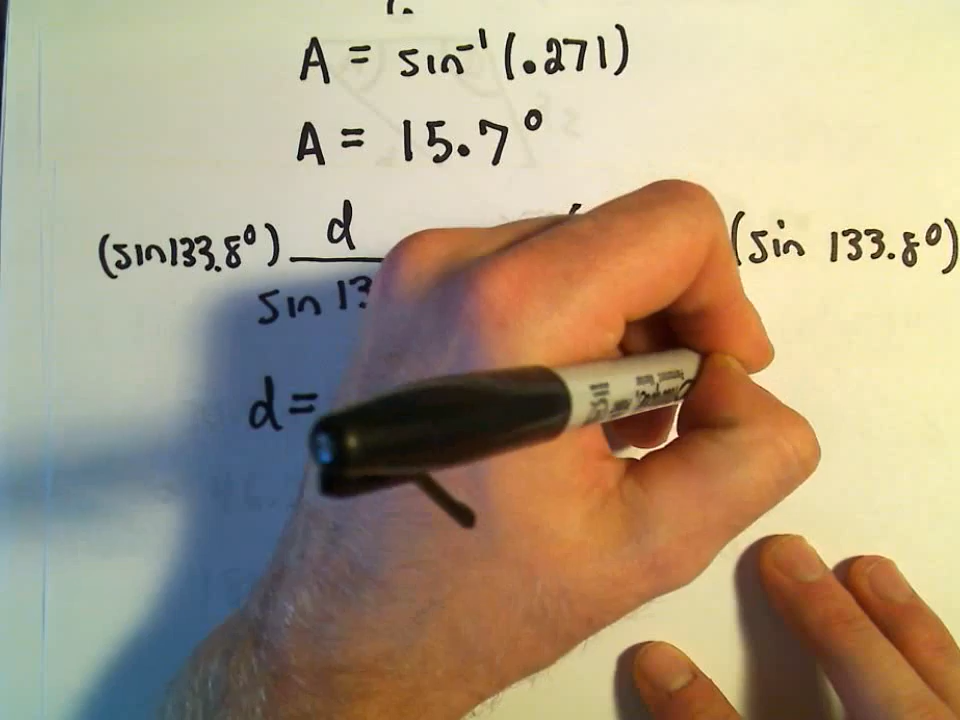 A = sin⁻¹(.271)
A = 15.7°
(sin133.8°) d (sin 133.8°)
sin 13
d =